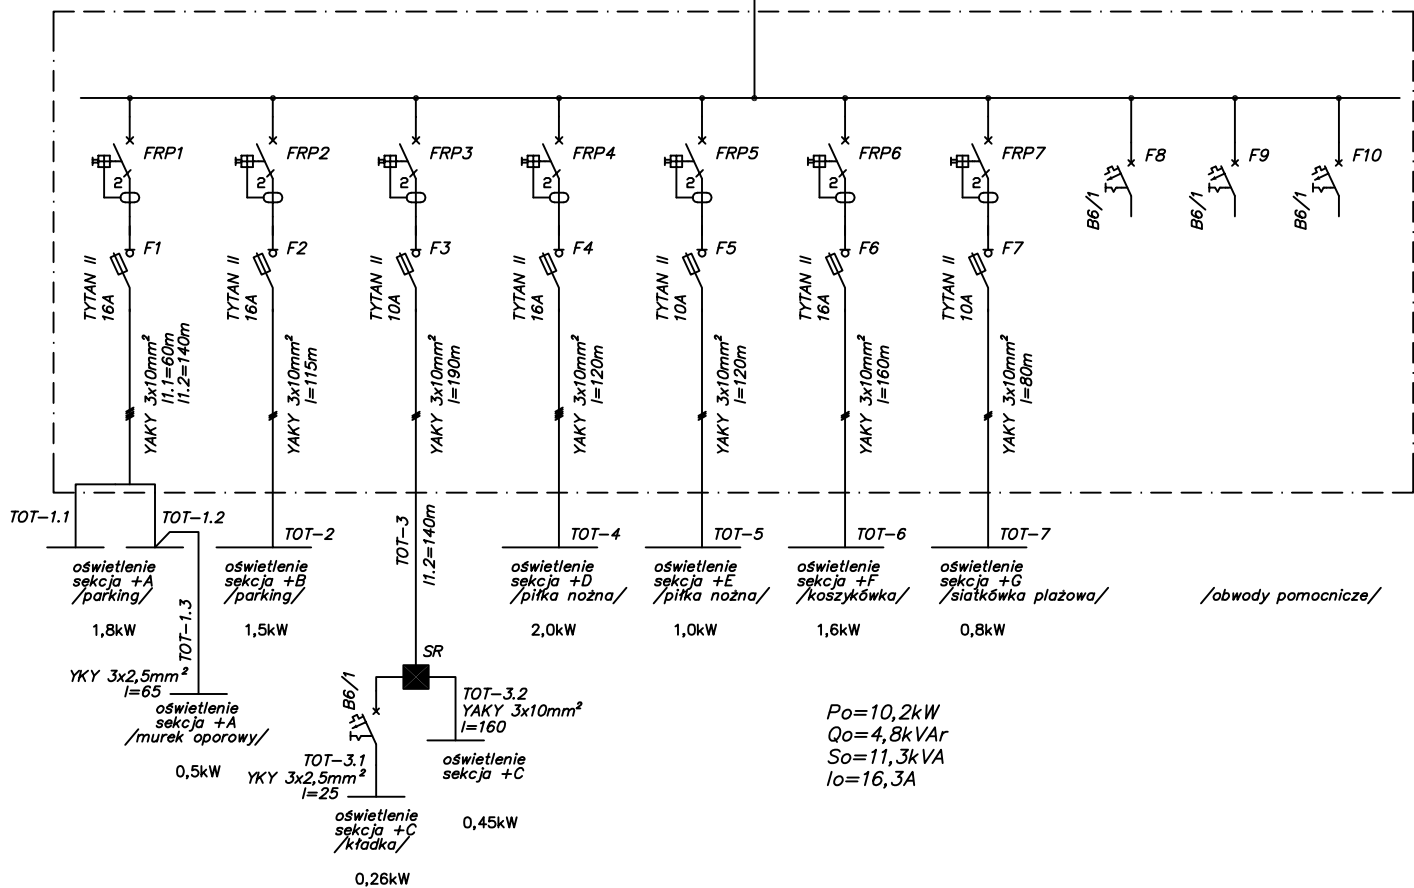 FRP1
2
F1
TYTAN II
16A
YAKY 3x10mm²
l1.1=60m
l1.2=140m
FRP2
2
F2
TYTAN II
16A
YAKY 3x10mm²
l=115m
FRP3
2
F3
TYTAN II
10A
YAKY 3x10mm²
l=190m
FRP4
2
F4
TYTAN II
16A
YAKY 3x10mm²
l=120m
FRP5
2
F5
TYTAN II
10A
YAKY 3x10mm²
l=120m
FRP6
2
F6
TYTAN II
16A
YAKY 3x10mm²
l=160m
FRP7
2
F7
TYTAN II
10A
YAKY 3x10mm²
l=80m
F8
B6/1
F9
B6/1
F10
B6/1
TOT-1.1
TOT-1.2
oświetlenie
sekcja +A
/parking/
1,8kW
TOT-1.3
YKY 3x2,5mm²
l=65
oświetlenie
sekcja +A
/murek oporowy/
0,5kW
TOT-2
oświetlenie
sekcja +B
/parking/
1,5kW
TOT-3
l1.2=140m
SR
B6/1
TOT-3.1
YKY 3x2,5mm²
l=25
oświetlenie
sekcja +C
/kładka/
0,26kW
TOT-3.2
YAKY 3x10mm²
l=160
oświetlenie
sekcja +C
0,45kW
TOT-4
oświetlenie
sekcja +D
/piłka nożna/
2,0kW
TOT-5
oświetlenie
sekcja +E
/piłka nożna/
1,0kW
TOT-6
oświetlenie
sekcja +F
/koszykówka/
1,6kW
TOT-7
oświetlenie
sekcja +G
/siatkówka plażowa/
0,8kW
/obwody pomocnicze/
Po=10,2kW
Qo=4,8kVAr
So=11,3kVA
Io=16,3A